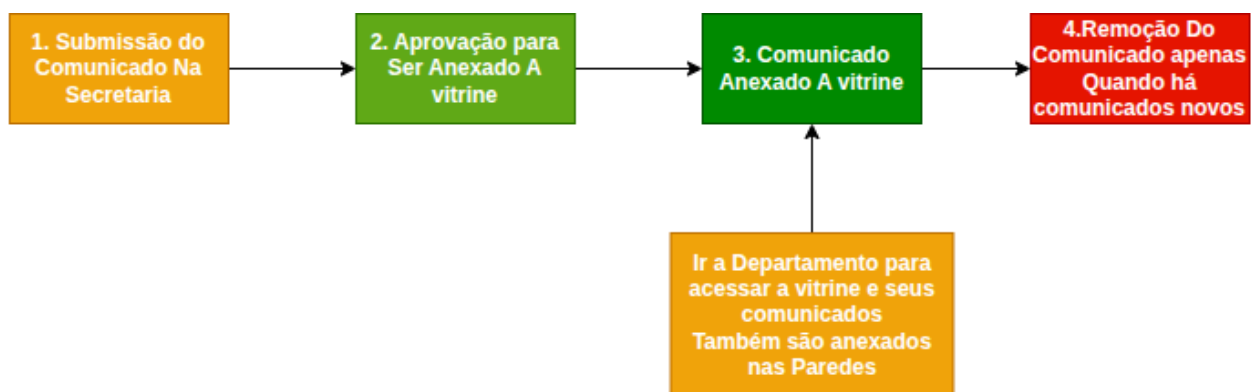 1. Submissão do
Comunicado Na
Secretaria
2. Aprovação para
Ser Anexado A
vitrine
3. Comunicado
Anexado A vitrine
4.Remoção Do
Comunicado apenas
Quando há
comunicados novos
Ir a Departamento para
acessar a vitrine e seus
comunicados
Também são anexados
nas Paredes